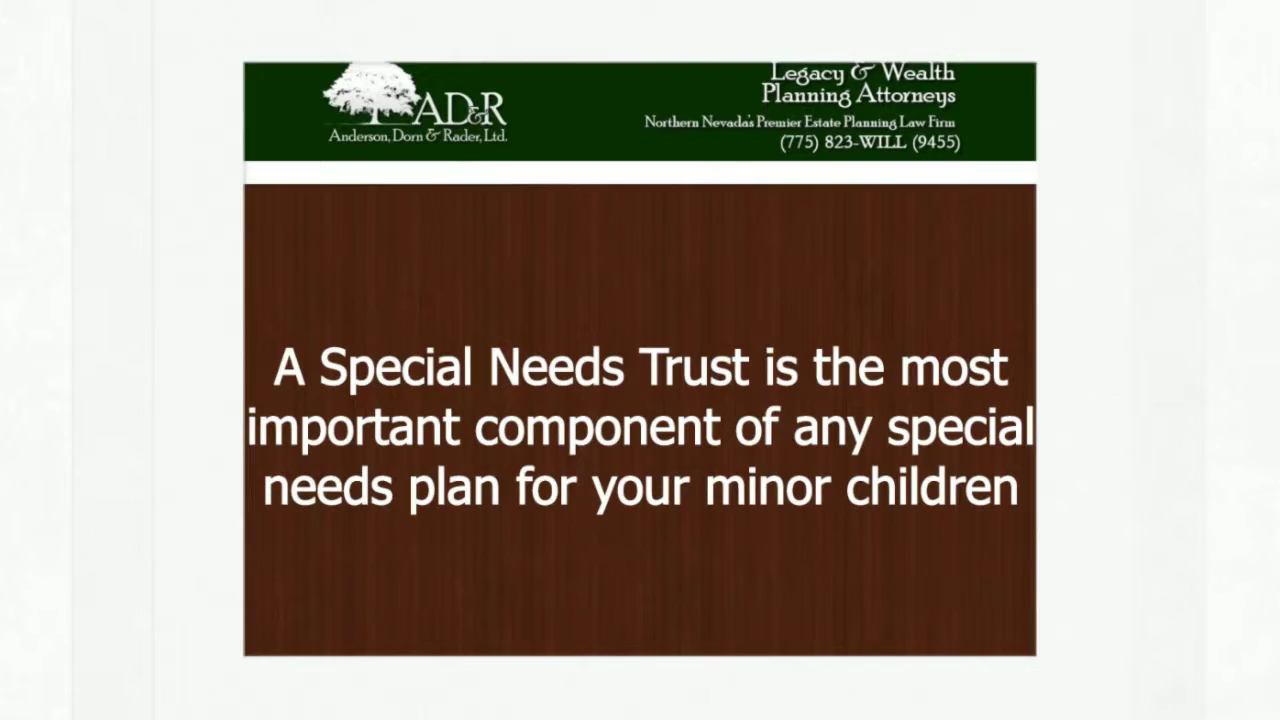 AD&R
Anderson, Dorn & Rader, Ltd.
Legacy & Wealth
Planning Attorneys
Northern Nevada's Premier Estate Planning Law Firm
(775) 823-WILL (9455)
A Special Needs Trust is the most
important component of any special
needs plan for your minor children